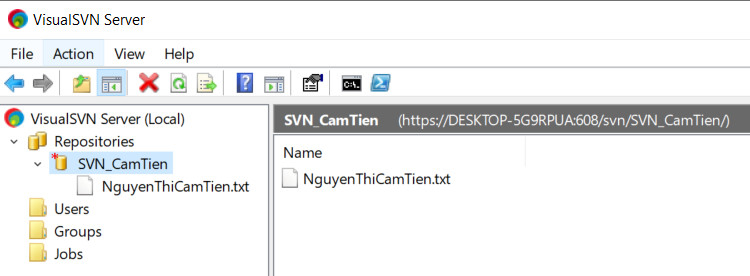 VisualSVN Server
File Action View Help
VisualSVN Server (Local)
Repositories
SVN_CamTien
NguyenThiCamTien.txt
Users
Groups
Jobs
SVN_CamTien (https://DESKTOP-5G9RPUA:608/svn/SVN_CamTien/)
Name
NguyenThiCamTien.txt